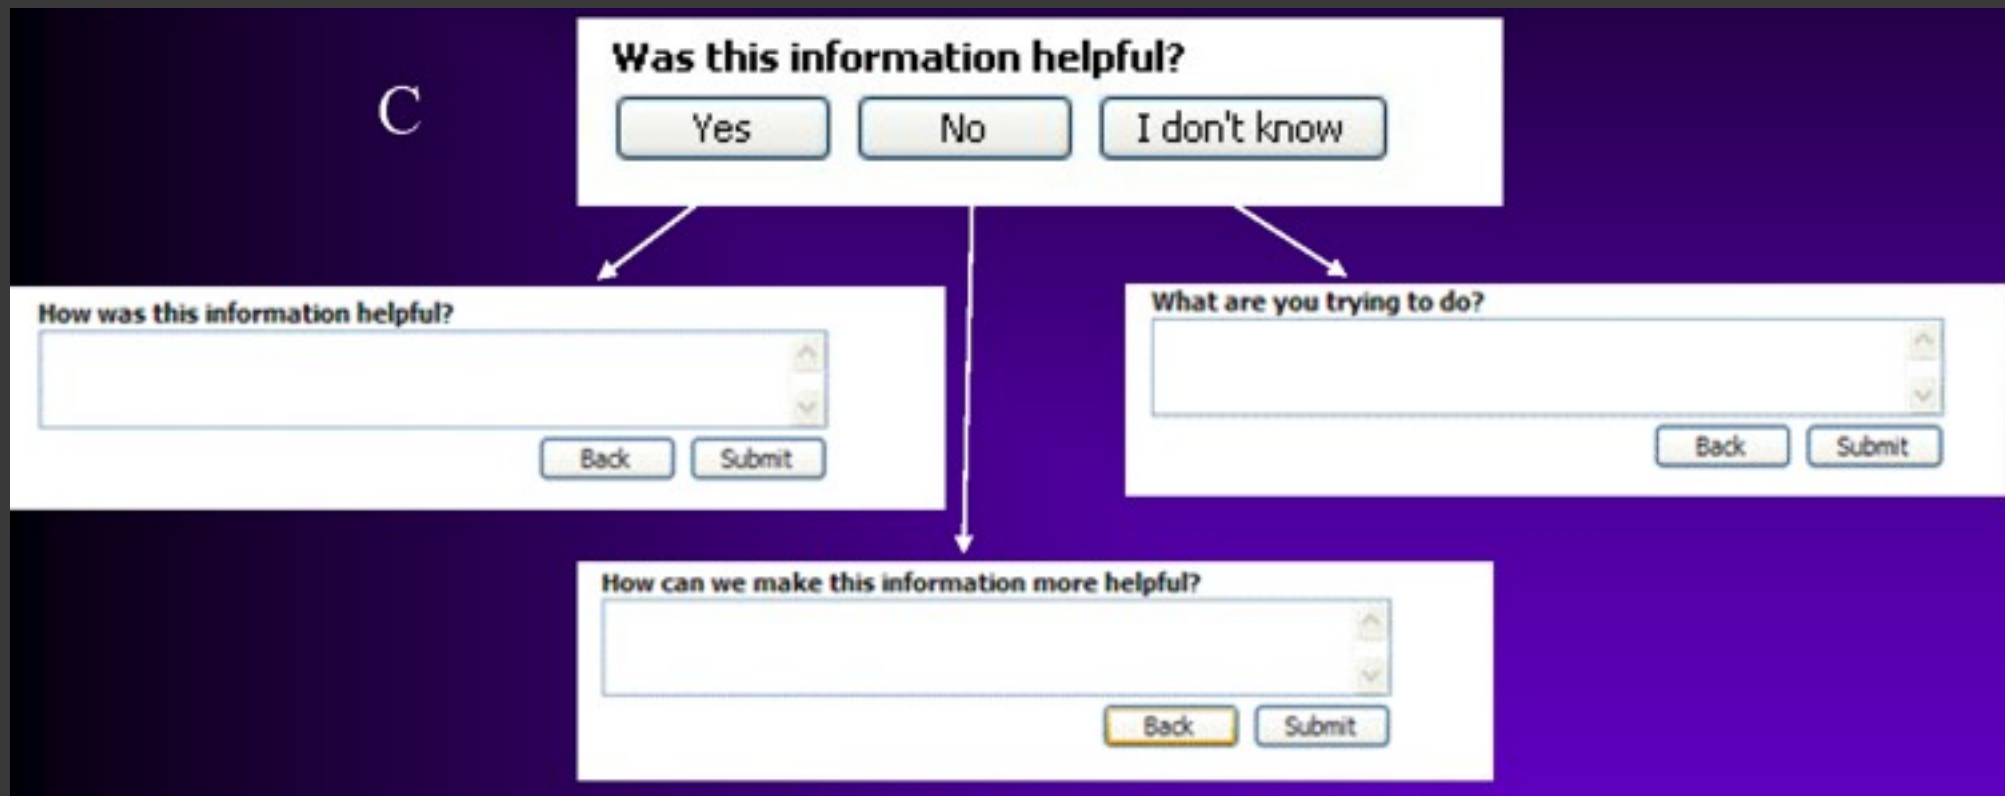 C
Was this information helpful?
Yes No I don't know
How was this information helpful?
Back Submit
What are you trying to do?
Back Submit
How can we make this information more helpful?
Back Submit